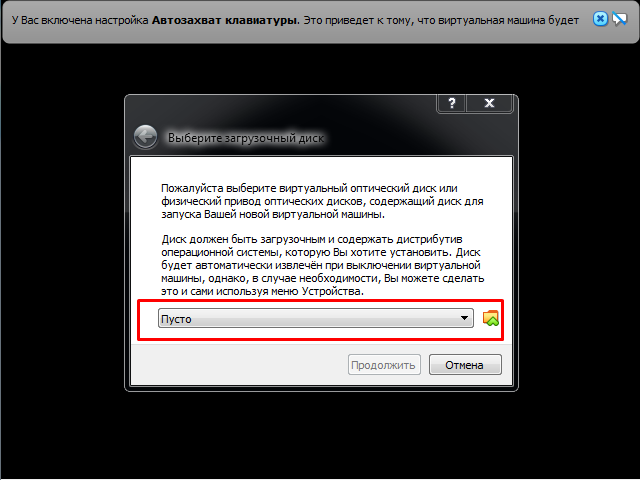 У Вас включена настройка Автозахват клавиатуры. Это приведет к тому, что виртуальная машина будет
?
x
Выберите загрузочный диск
Пожалуйста выберите виртуальный оптический диск или
физический привод оптических дисков, содержащий диск для
запуска Вашей новой виртуальной машины.
Диск должен быть загрузочным и содержать дистрибутив
операционной системы, которую Вы хотите установить. Диск
будет автоматически извлечён при выключении виртуальной
машины, однако, в случае необходимости, Вы можете сделать
это и сами используя меню Устройства.
Пусто
Продолжить
Отмена